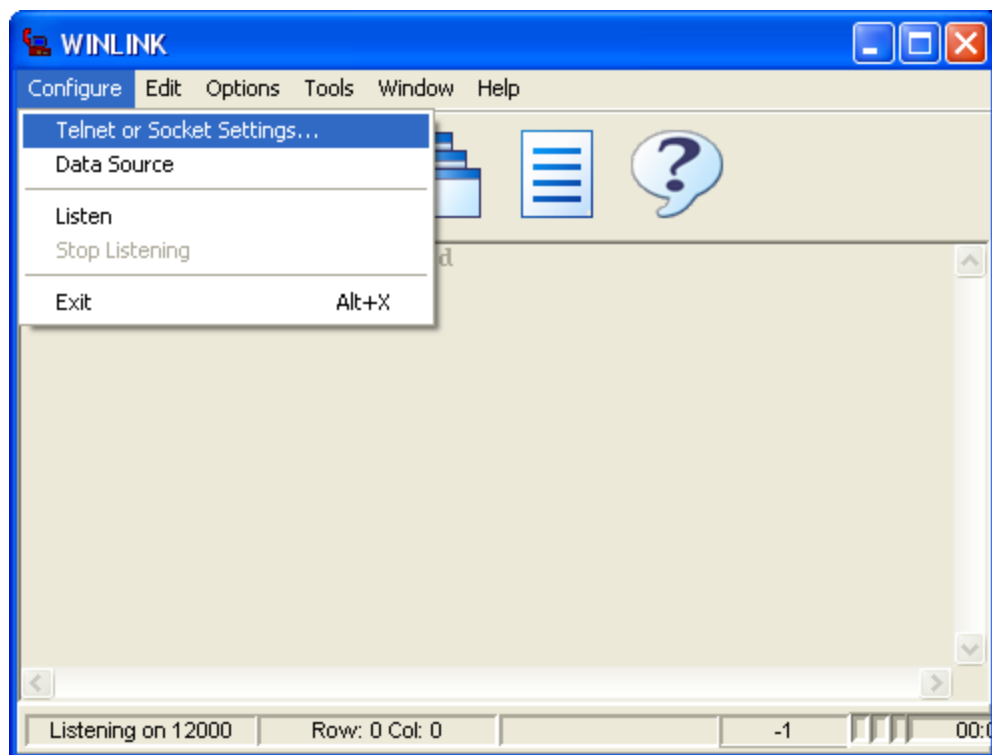 WINLINK
Configure Edit Options Tools Window Help
Telnet or Socket Settings...
Data Source
Listen
Stop Listening
Exit Alt+X
Listening on 12000 Row: 0 Col: 0 -1